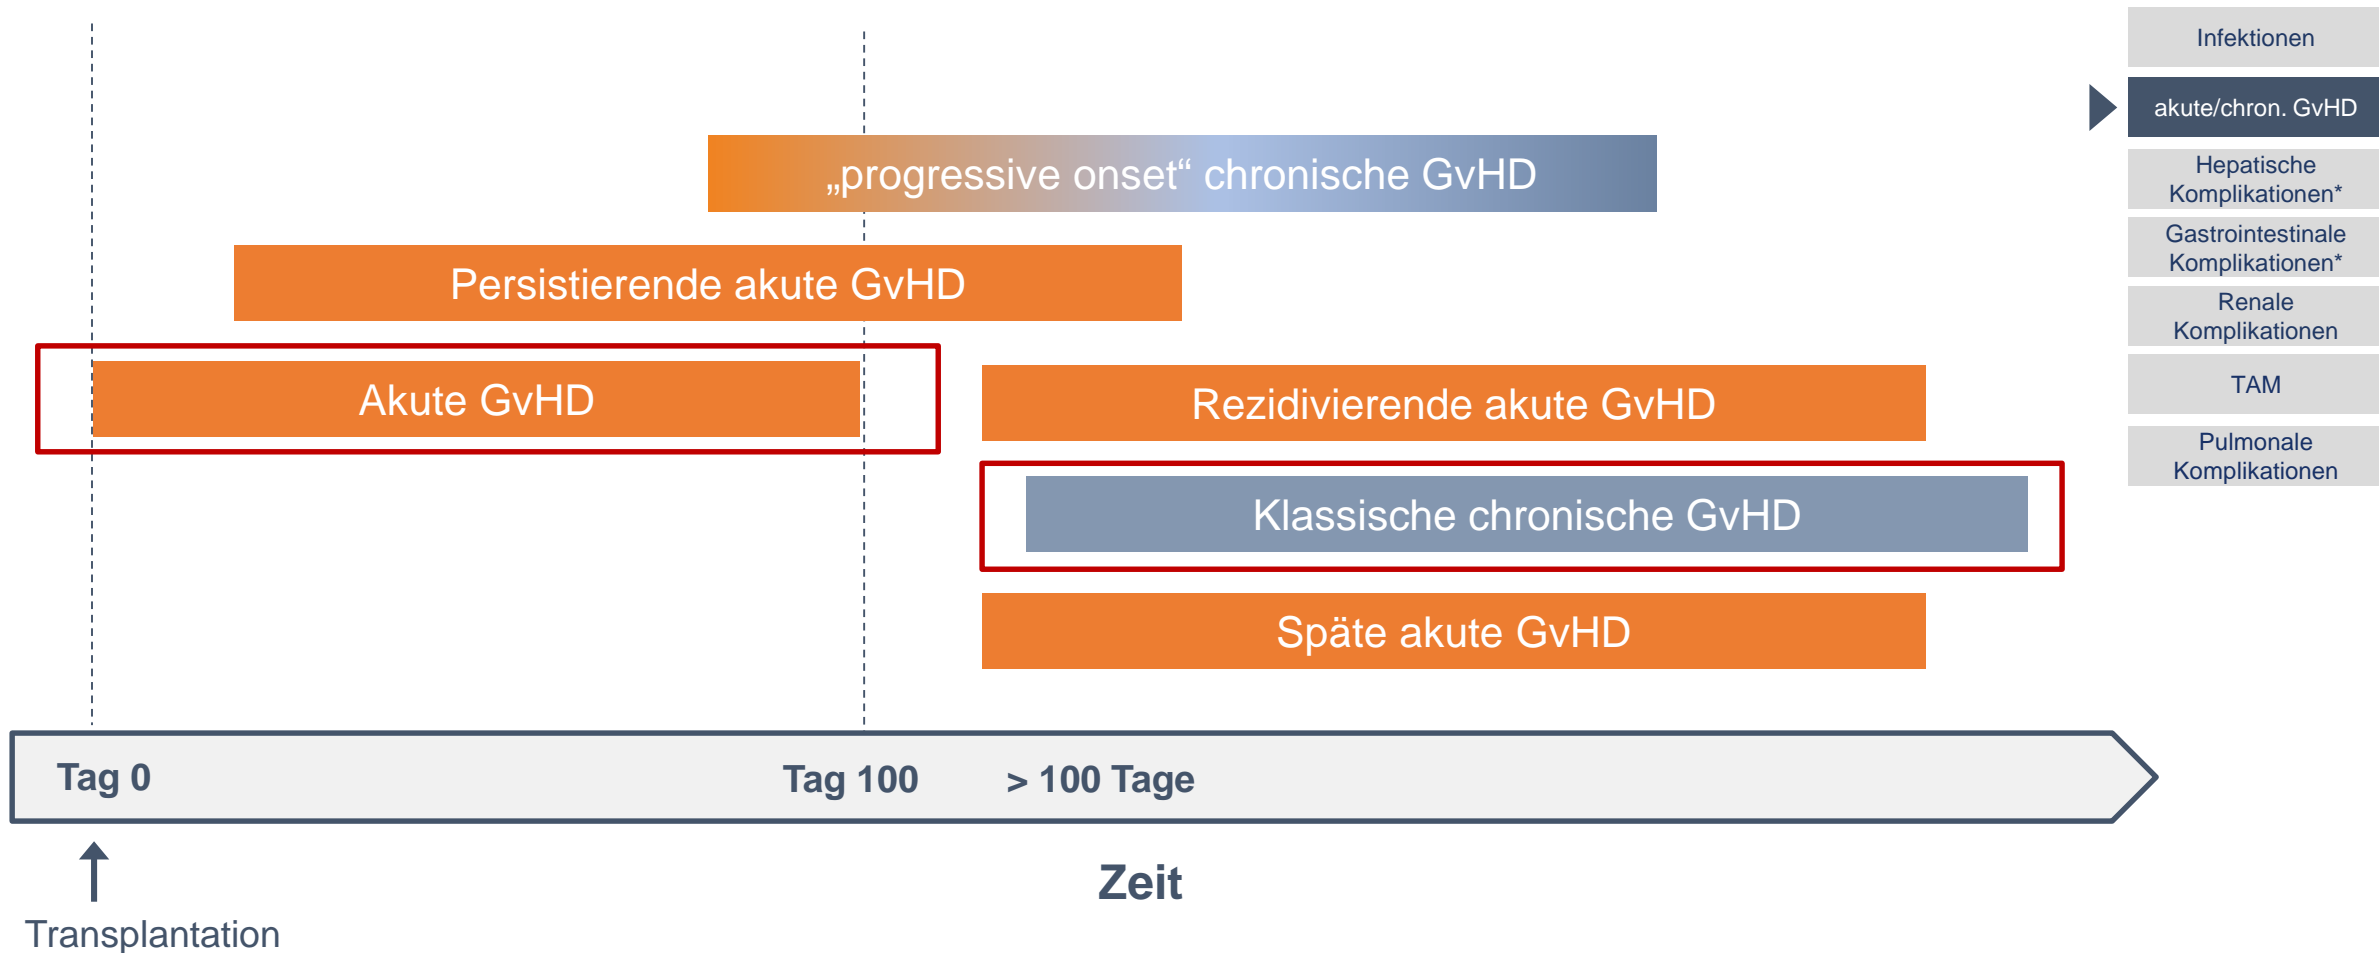 „progressive onset“ chronische GvHD
Persistierende akute GvHD
Akute GvHD
Rezidivierende akute GvHD
Klassische chronische GvHD
Späte akute GvHD
Tag 0
Tag 100
> 100 Tage
Zeit
Transplantation
Infektionen
akute/chron. GvHD
Hepatische
Komplikationen*
Gastrointestinale
Komplikationen*
Renale
Komplikationen
TAM
Pulmonale
Komplikationen